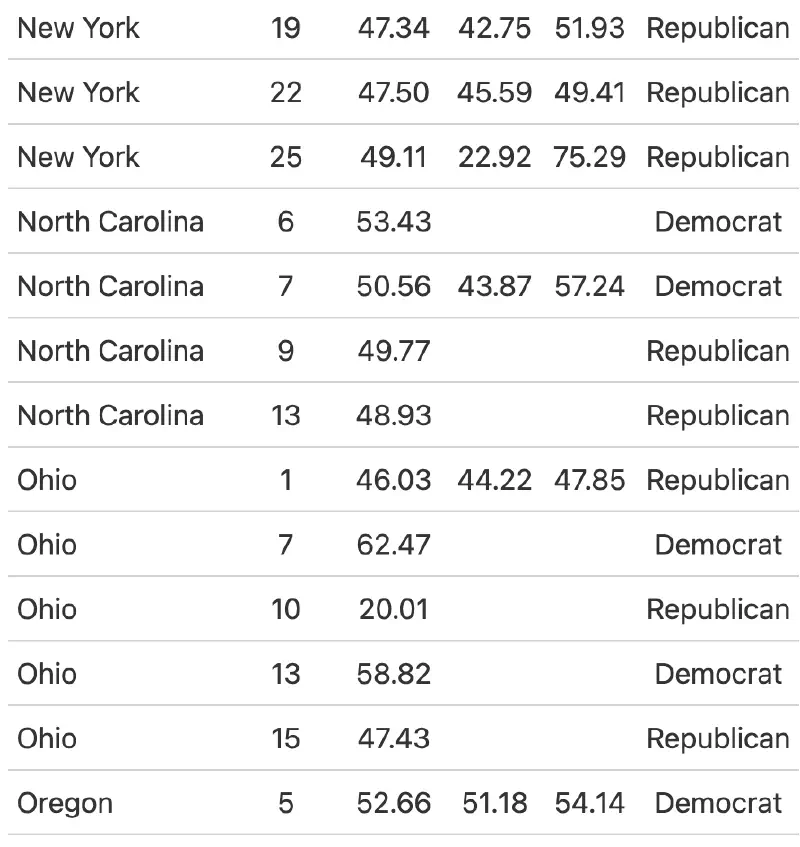 New York 19 47.34 42.75 51.93 Republican
New York 22 47.50 45.59 49.41 Republican
New York 25 49.11 22.92 75.29 Republican
North Carolina 6 53.43 Democrat
North Carolina 7 50.56 43.87 57.24 Democrat
North Carolina 9 49.77 Republican
North Carolina 13 48.93 Republican
Ohio 1 46.03 44.22 47.85 Republican
Ohio 7 62.47 Democrat
Ohio 10 20.01 Republican
Ohio 13 58.82 Democrat
Ohio 15 47.43 Republican
Oregon 5 52.66 51.18 54.14 Democrat